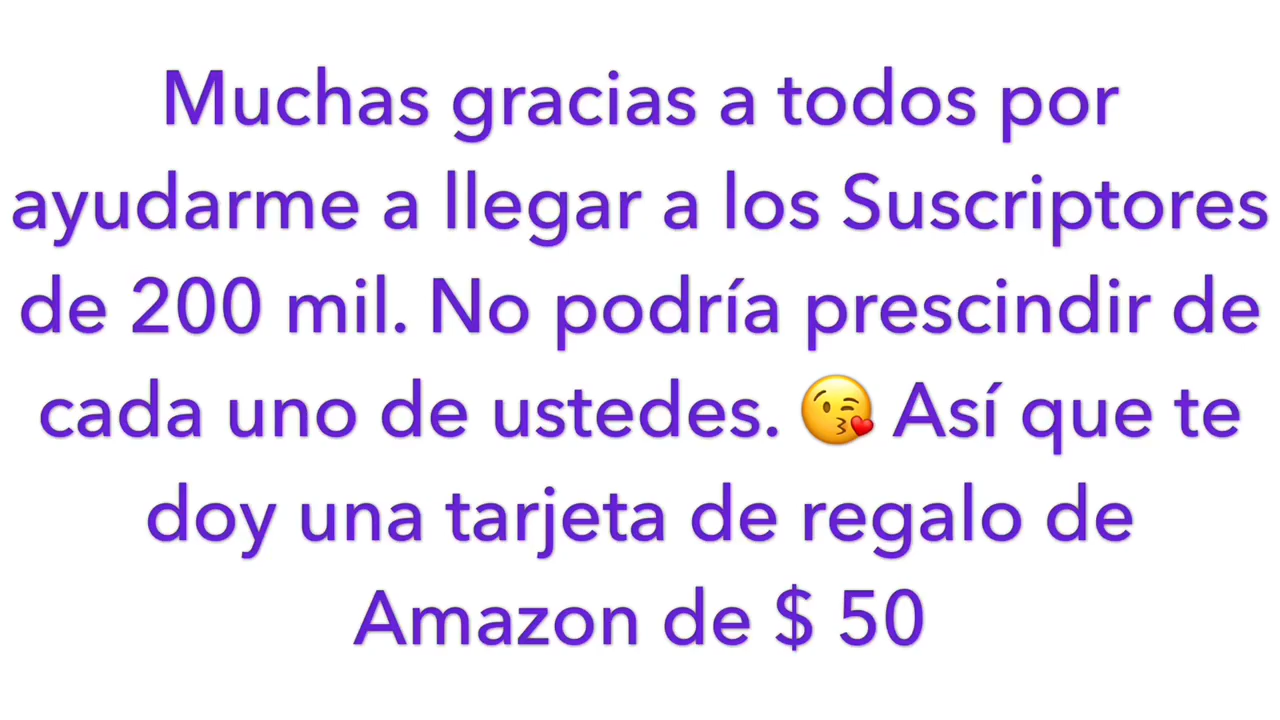 Muchas gracias a todos por
ayudarme a llegar a los Suscriptores
de 200 mil. No podría prescindir de
cada uno de ustedes. 😘 Así que te
doy una tarjeta de regalo de
Amazon de $ 50